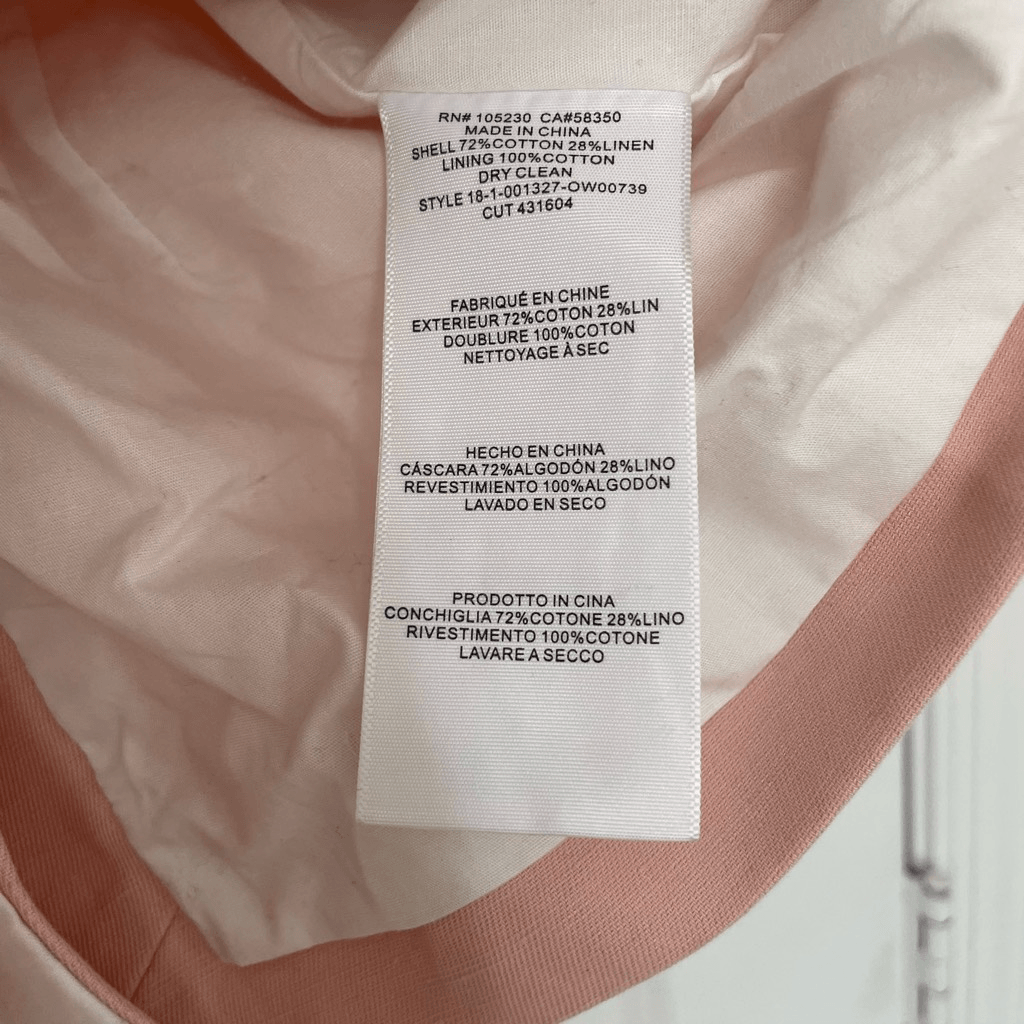 RN# 105230 CA#58350
MADE IN CHINA
SHELL 72%COTTON 28%LINEN
LINING 100%COTTON
DRY CLEAN
STYLE 18-1-001327-OW00739
CUT 431604
FABRIQUÉ EN CHINE
EXTERIEUR 72%COTON 28%LIN
DOUBLURE 100%COTON
NETTOYAGE À SEC
HECHO EN CHINA
CÁSCARA 72%ALGODÓN 28%LINO
REVESTIMIENTO 100%ALGODÓN
LAVADO EN SECO
PRODOTTO IN CINA
CONCHIGLIA 72%COTONE 28%LINO
RIVESTIMENTO 100%COTONE
LAVARE A SECCO